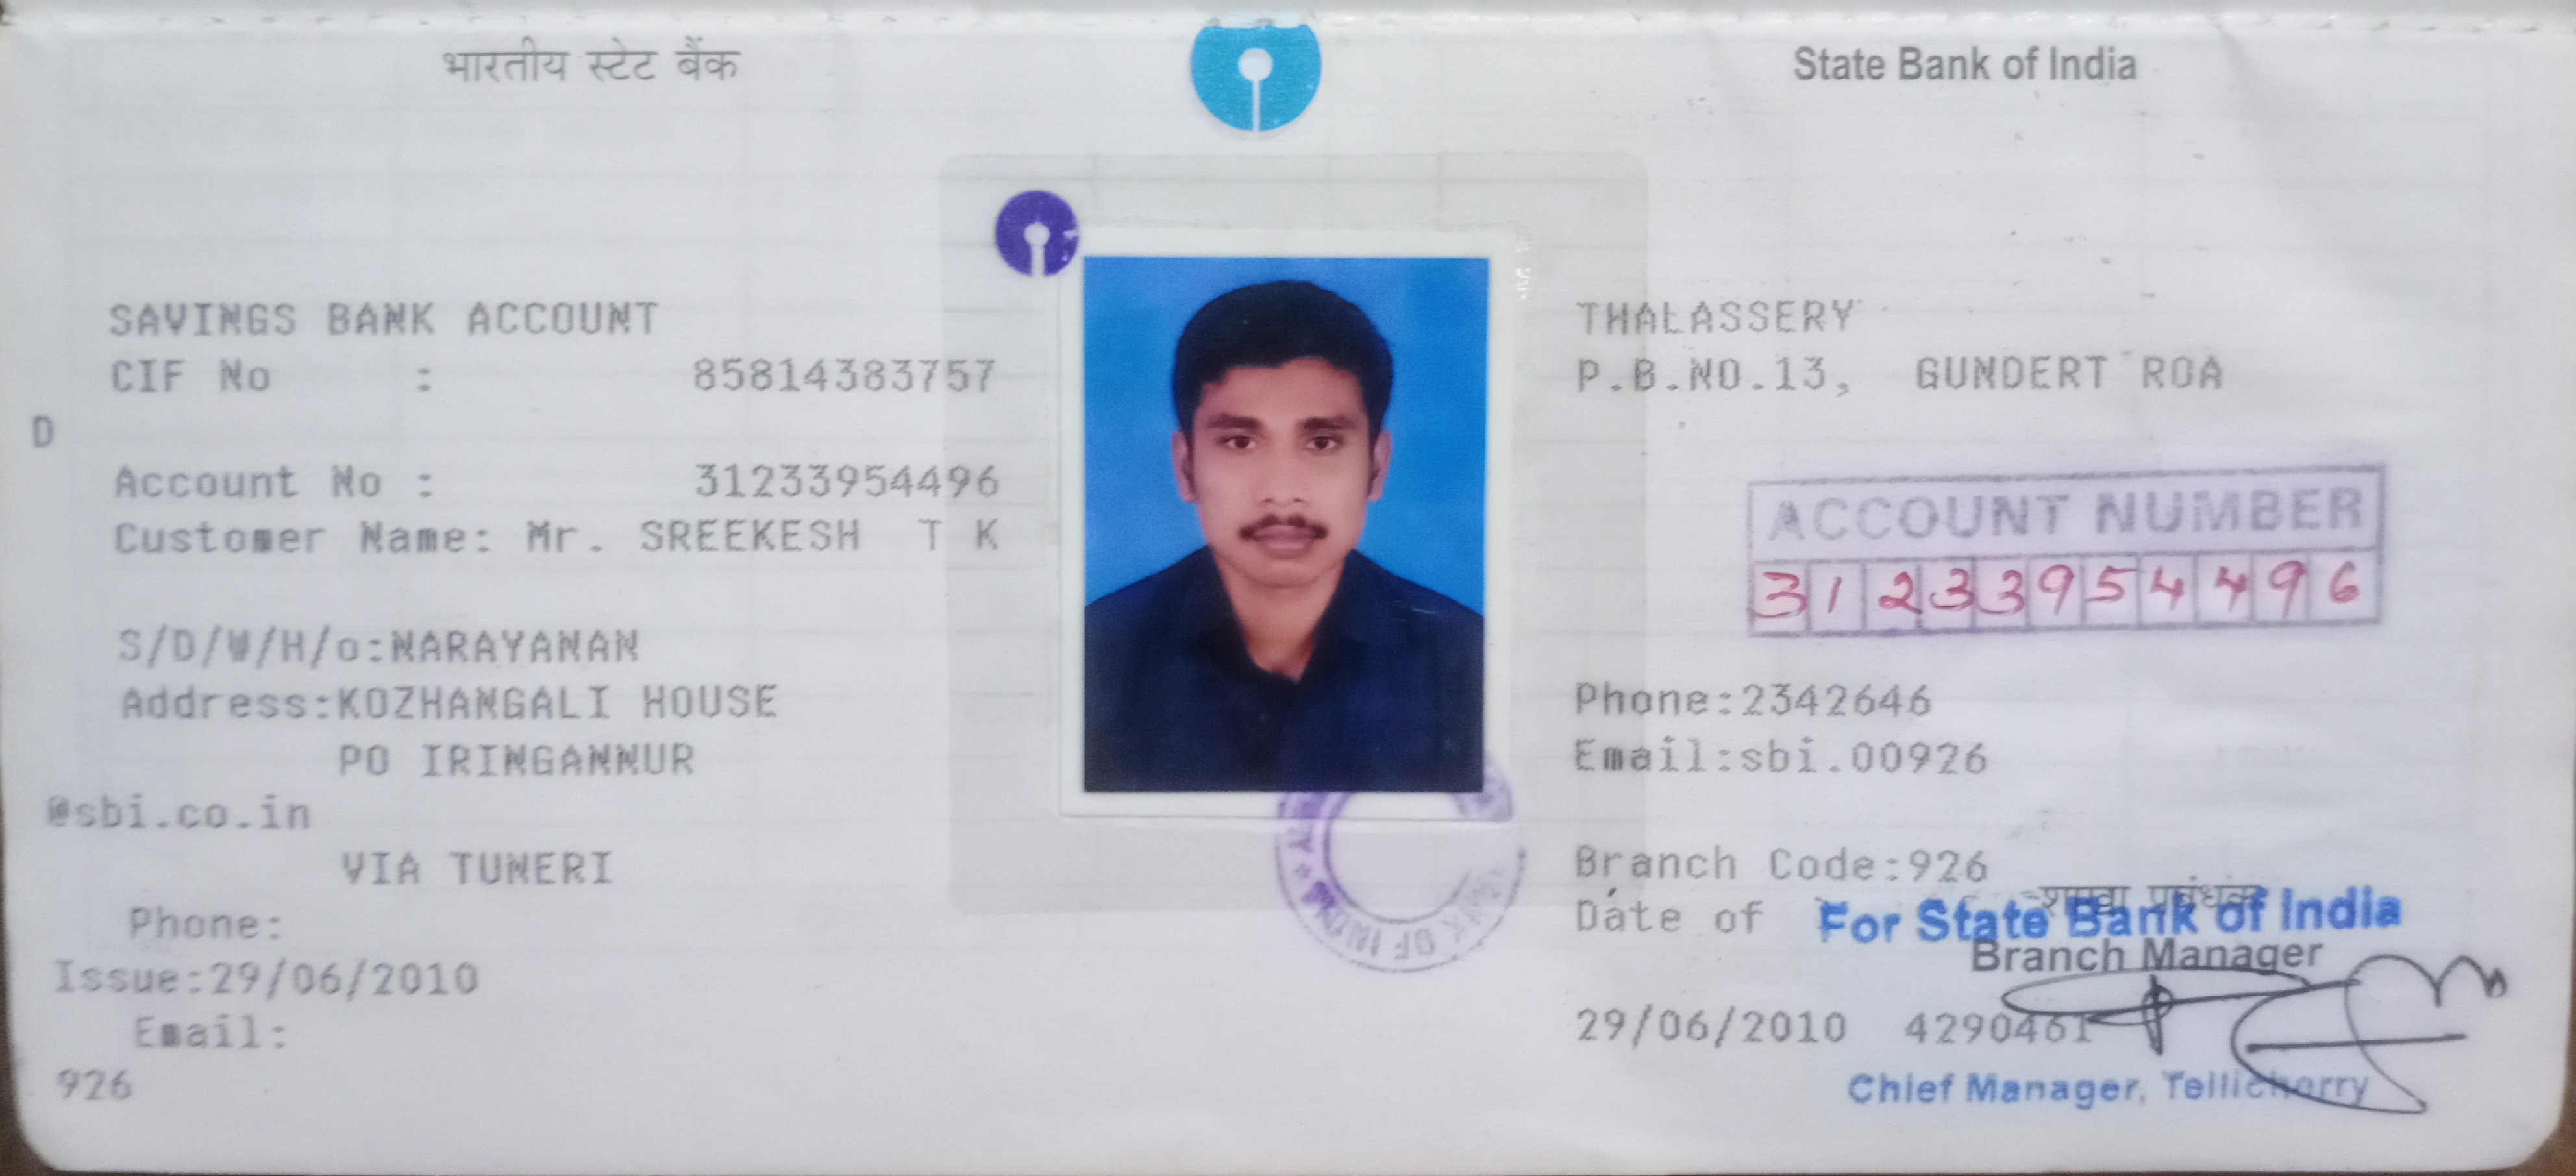 भारतीय स्टेट बैंक
State Bank of India
SAVINGS BANK ACCOUNT
THALASSERY
CIF No : 85814383757
P.B.NO.13, GUNDERT ROA
D
Account No : 31233954496
ACCOUNT NUMBER
31233954496
Customer Name: Mr. SREEKESH T K
S/D/W/H/o:NARAYANAN
Address:KOZHANGALI HOUSE
Phone:2342646
PO IRINGANNUR
Email:sbi.00926
@sbi.co.in
VIA TUNERI
Branch Code:926
Phone:
Date of
शाखा प्रबंधक
For State Bank of India
Branch Manager
Issue:29/06/2010
Email:
29/06/2010 4290461
926
Chief Manager, Tellicherry
BANK OF INDIA